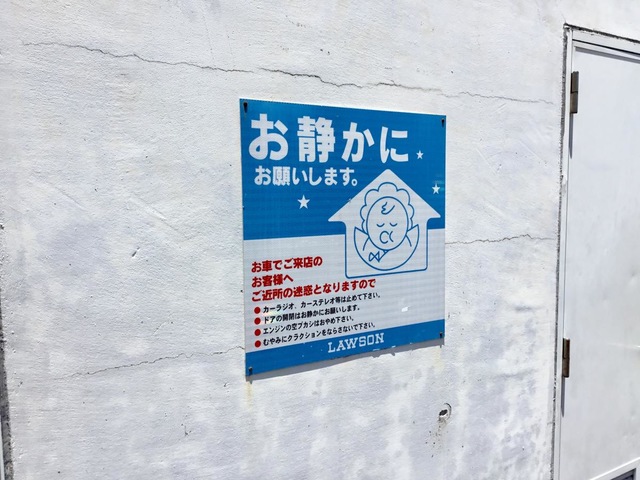 お静かに
お願いします。
お車でご来店の
お客様へ
ご近所の迷惑となりますので
●カーラジオ、カーステレオ等は止めて下さい。
●ドアの開閉はお静かにお願いします。
●エンジンの空ブカシはおやめ下さい。
●むやみにクラクションをならさないで下さい。
LAWSON